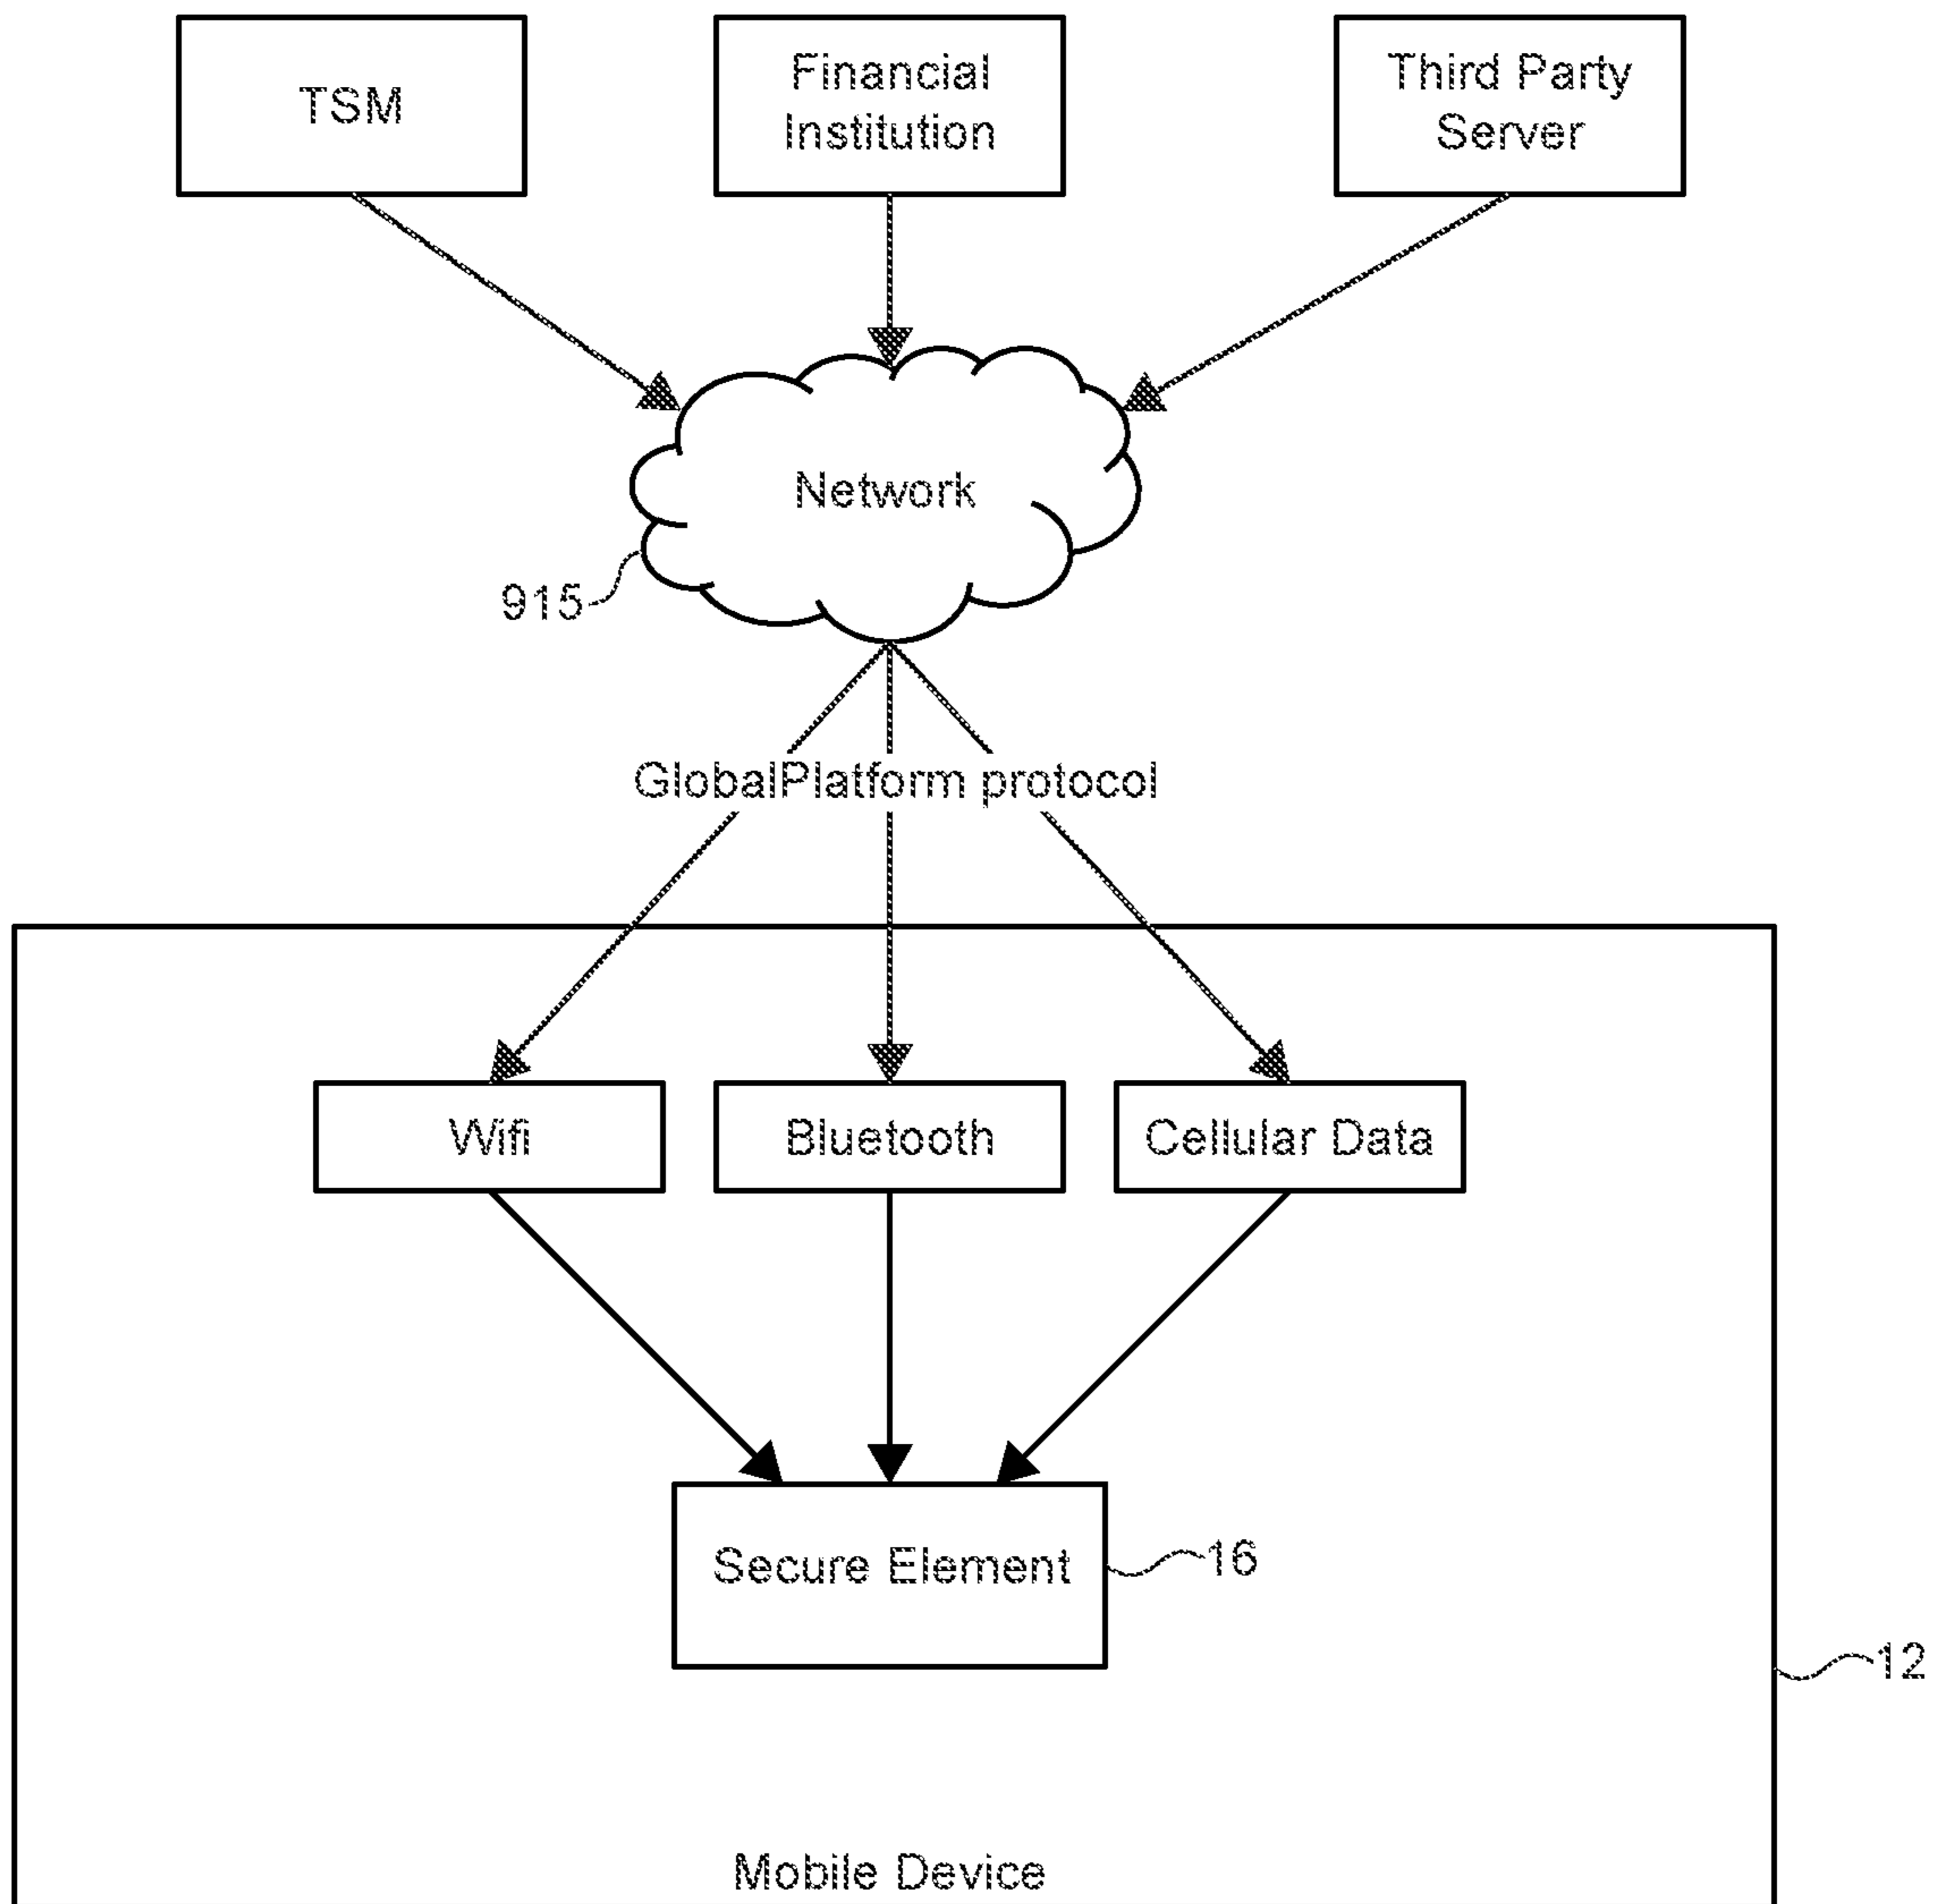 TSM
Financial
Institution
Third Party
Server
Network
915
GlobalPlatform protocol
Wifi
Bluetooth
Cellular Data
Secure Element
16
12
Mobile Device